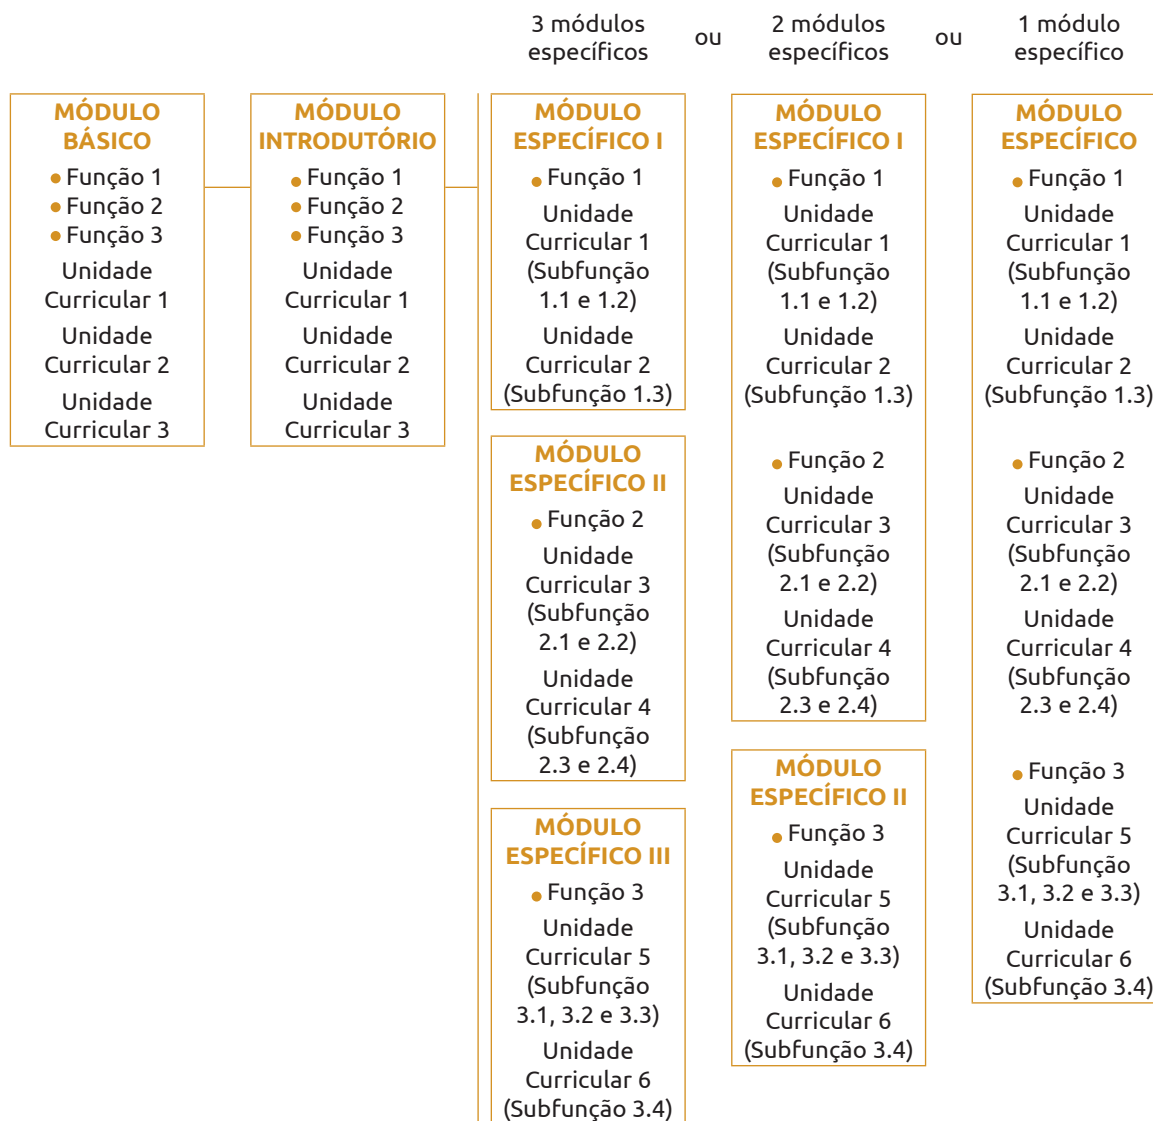 3 módulos
específicos
ou
2 módulos
específicos
ou
1 módulo
específico
MÓDULO
BÁSICO
Função 1
Função 2
Função 3
Unidade
Curricular 1
Unidade
Curricular 2
Unidade
Curricular 3
MÓDULO
INTRODUTÓRIO
Função 1
Função 2
Função 3
Unidade
Curricular 1
Unidade
Curricular 2
Unidade
Curricular 3
MÓDULO
ESPECÍFICO I
Função 1
Unidade
Curricular 1
(Subfunção
1.1 e 1.2)
Unidade
Curricular 2
(Subfunção 1.3)
MÓDULO
ESPECÍFICO II
Função 2
Unidade
Curricular 3
(Subfunção
2.1 e 2.2)
Unidade
Curricular 4
(Subfunção
2.3 e 2.4)
MÓDULO
ESPECÍFICO III
Função 3
Unidade
Curricular 5
(Subfunção
3.1, 3.2 e 3.3)
Unidade
Curricular 6
(Subfunção 3.4)
MÓDULO
ESPECÍFICO I
Função 1
Unidade
Curricular 1
(Subfunção
1.1 e 1.2)
Unidade
Curricular 2
(Subfunção 1.3)
Função 2
Unidade
Curricular 3
(Subfunção
2.1 e 2.2)
Unidade
Curricular 4
(Subfunção
2.3 e 2.4)
MÓDULO
ESPECÍFICO II
Função 3
Unidade
Curricular 5
(Subfunção
3.1, 3.2 e 3.3)
Unidade
Curricular 6
(Subfunção 3.4)
MÓDULO
ESPECÍFICO
Função 1
Unidade
Curricular 1
(Subfunção
1.1 e 1.2)
Unidade
Curricular 2
(Subfunção 1.3)
Função 2
Unidade
Curricular 3
(Subfunção
2.1 e 2.2)
Unidade
Curricular 4
(Subfunção
2.3 e 2.4)
Função 3
Unidade
Curricular 5
(Subfunção
3.1, 3.2 e 3.3)
Unidade
Curricular 6
(Subfunção 3.4)